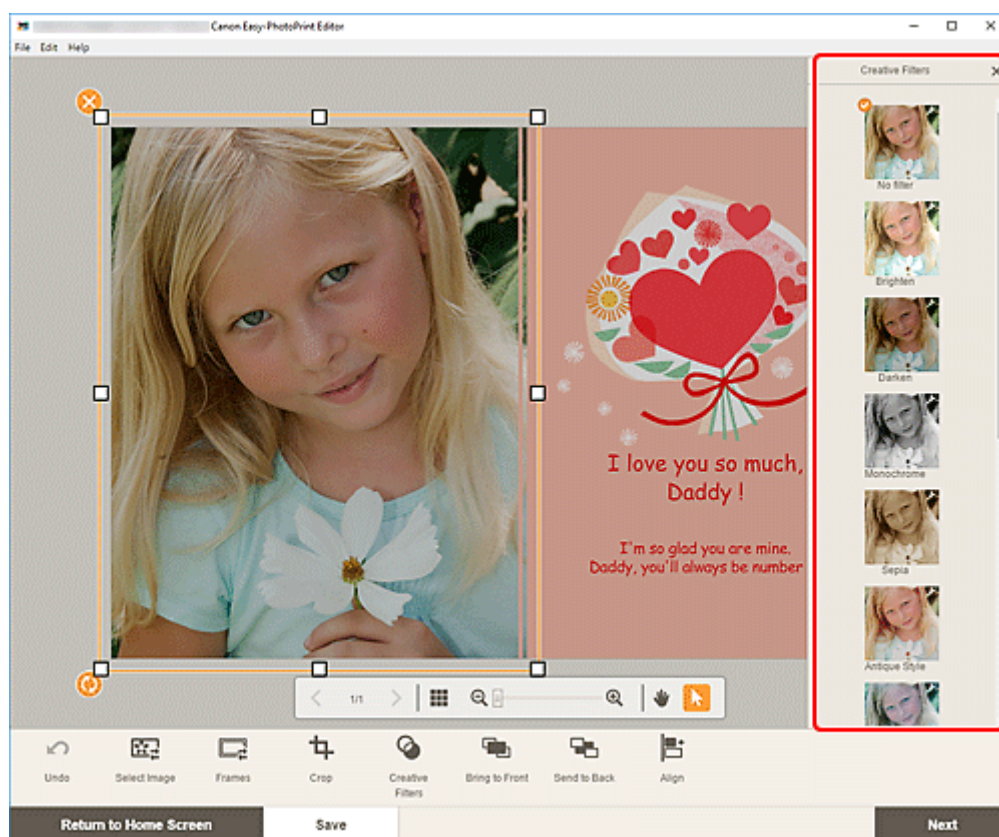 Canon Easy-PhotoPrint Editor
File Edit Help
Creative Filters
No filter
Brighten
Darken
Monochrome
Sepia
Antique Style
I love you so much,
Daddy !
I'm so glad you are mine.
Daddy, you'll always be number
1/1
Undo
Select Image
Frames
Crop
Creative
Filters
Bring to Front
Send to Back
Align
Return to Home Screen
Save
Next